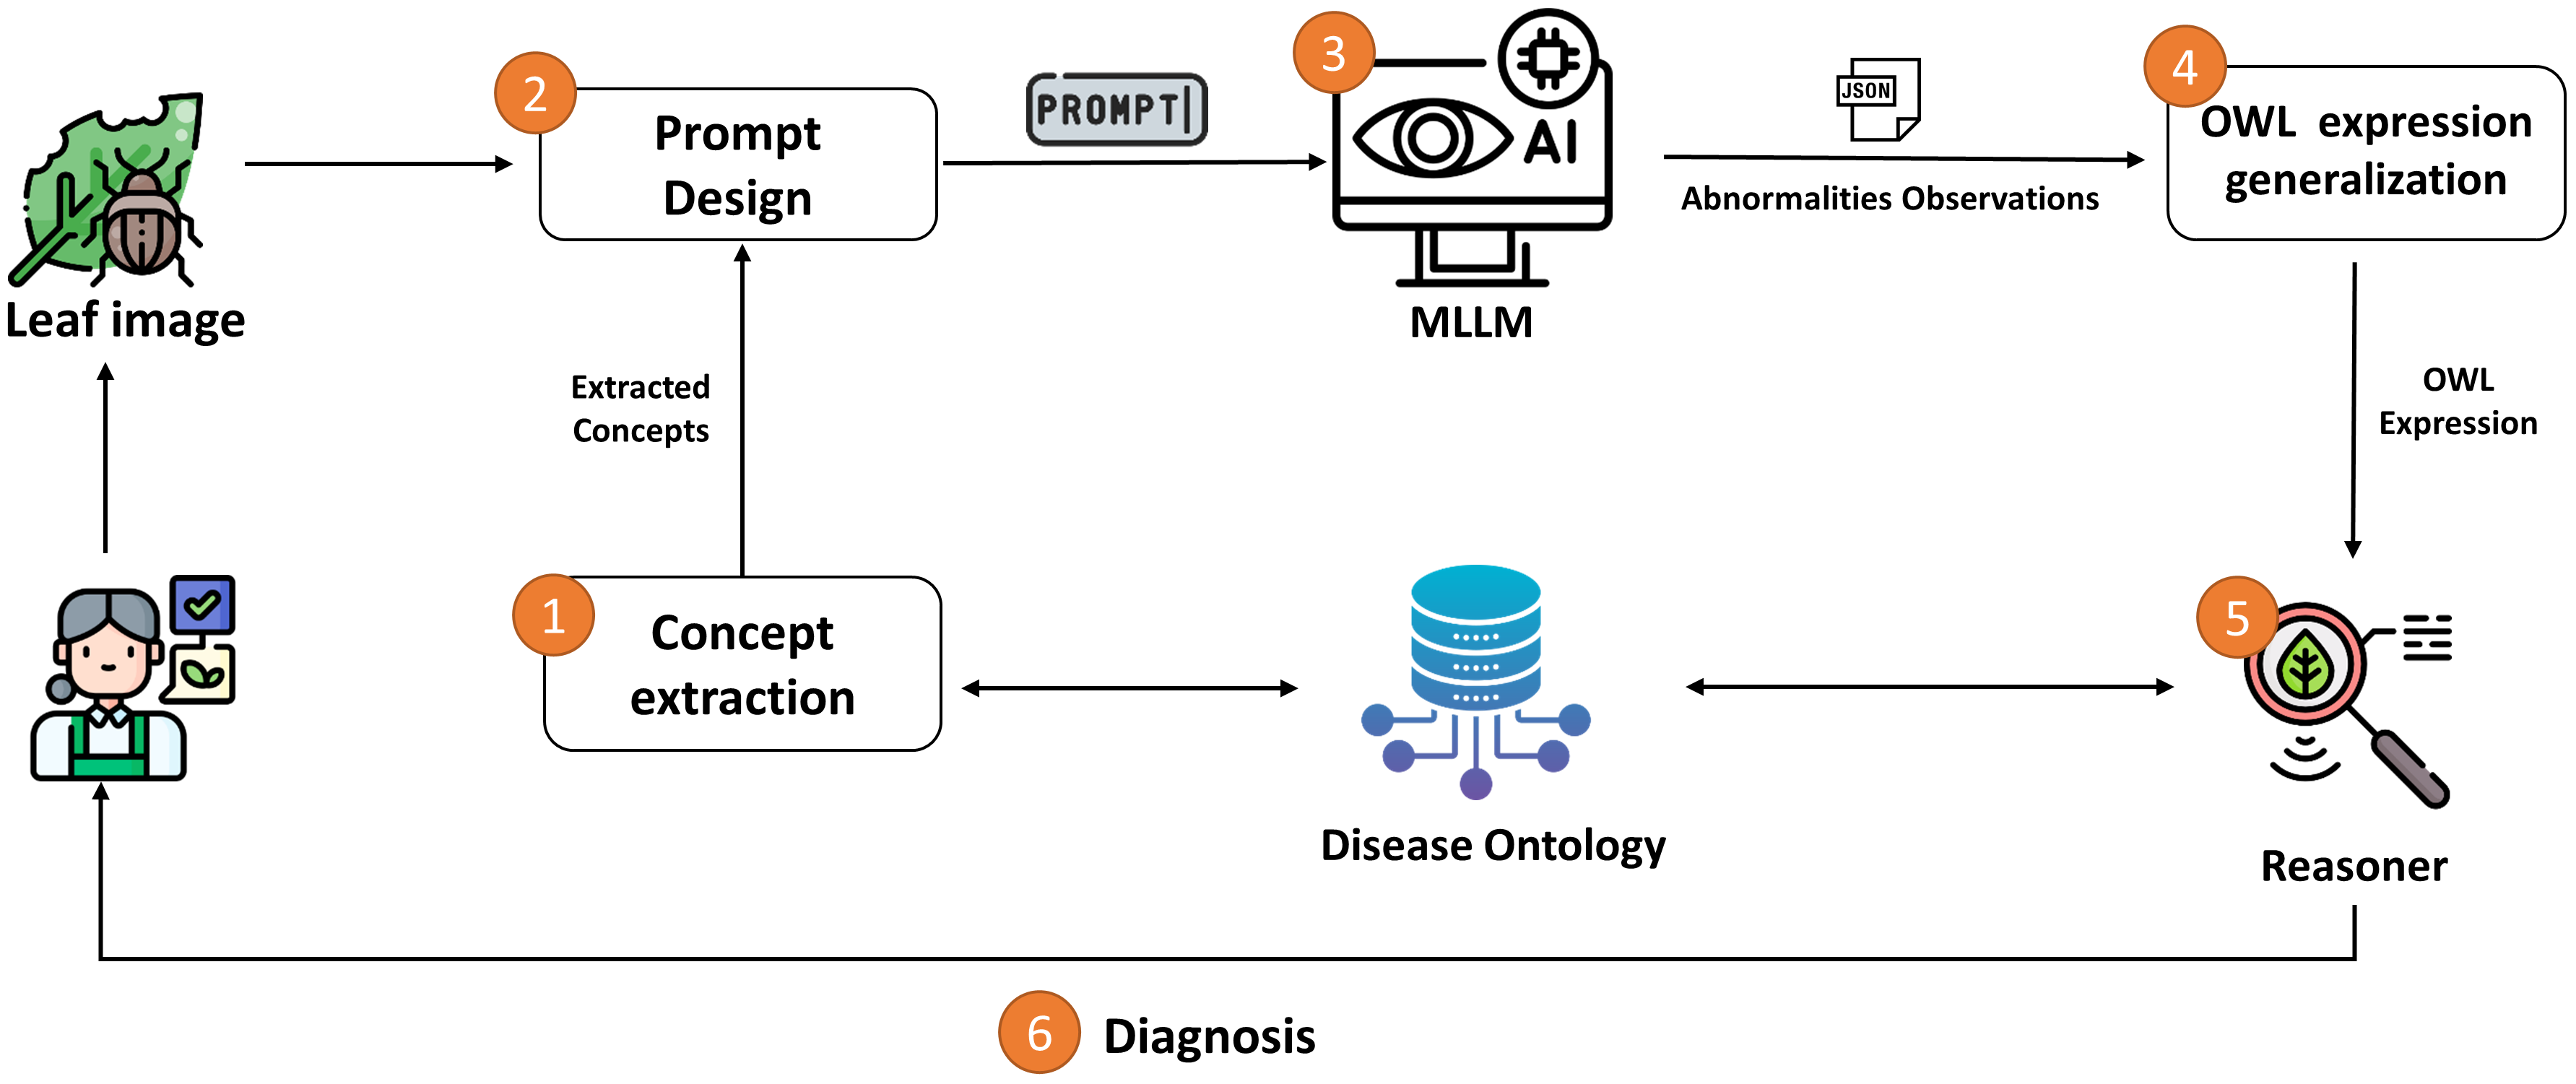 2
Prompt
Design
PROMPT
3
AI
MLLM
JSON
Abnormalities Observations
4
OWL expression
generalization
Leaf image
Extracted
Concepts
OWL
Expression
1
Concept
extraction
Disease Ontology
5
Reasoner
6
Diagnosis